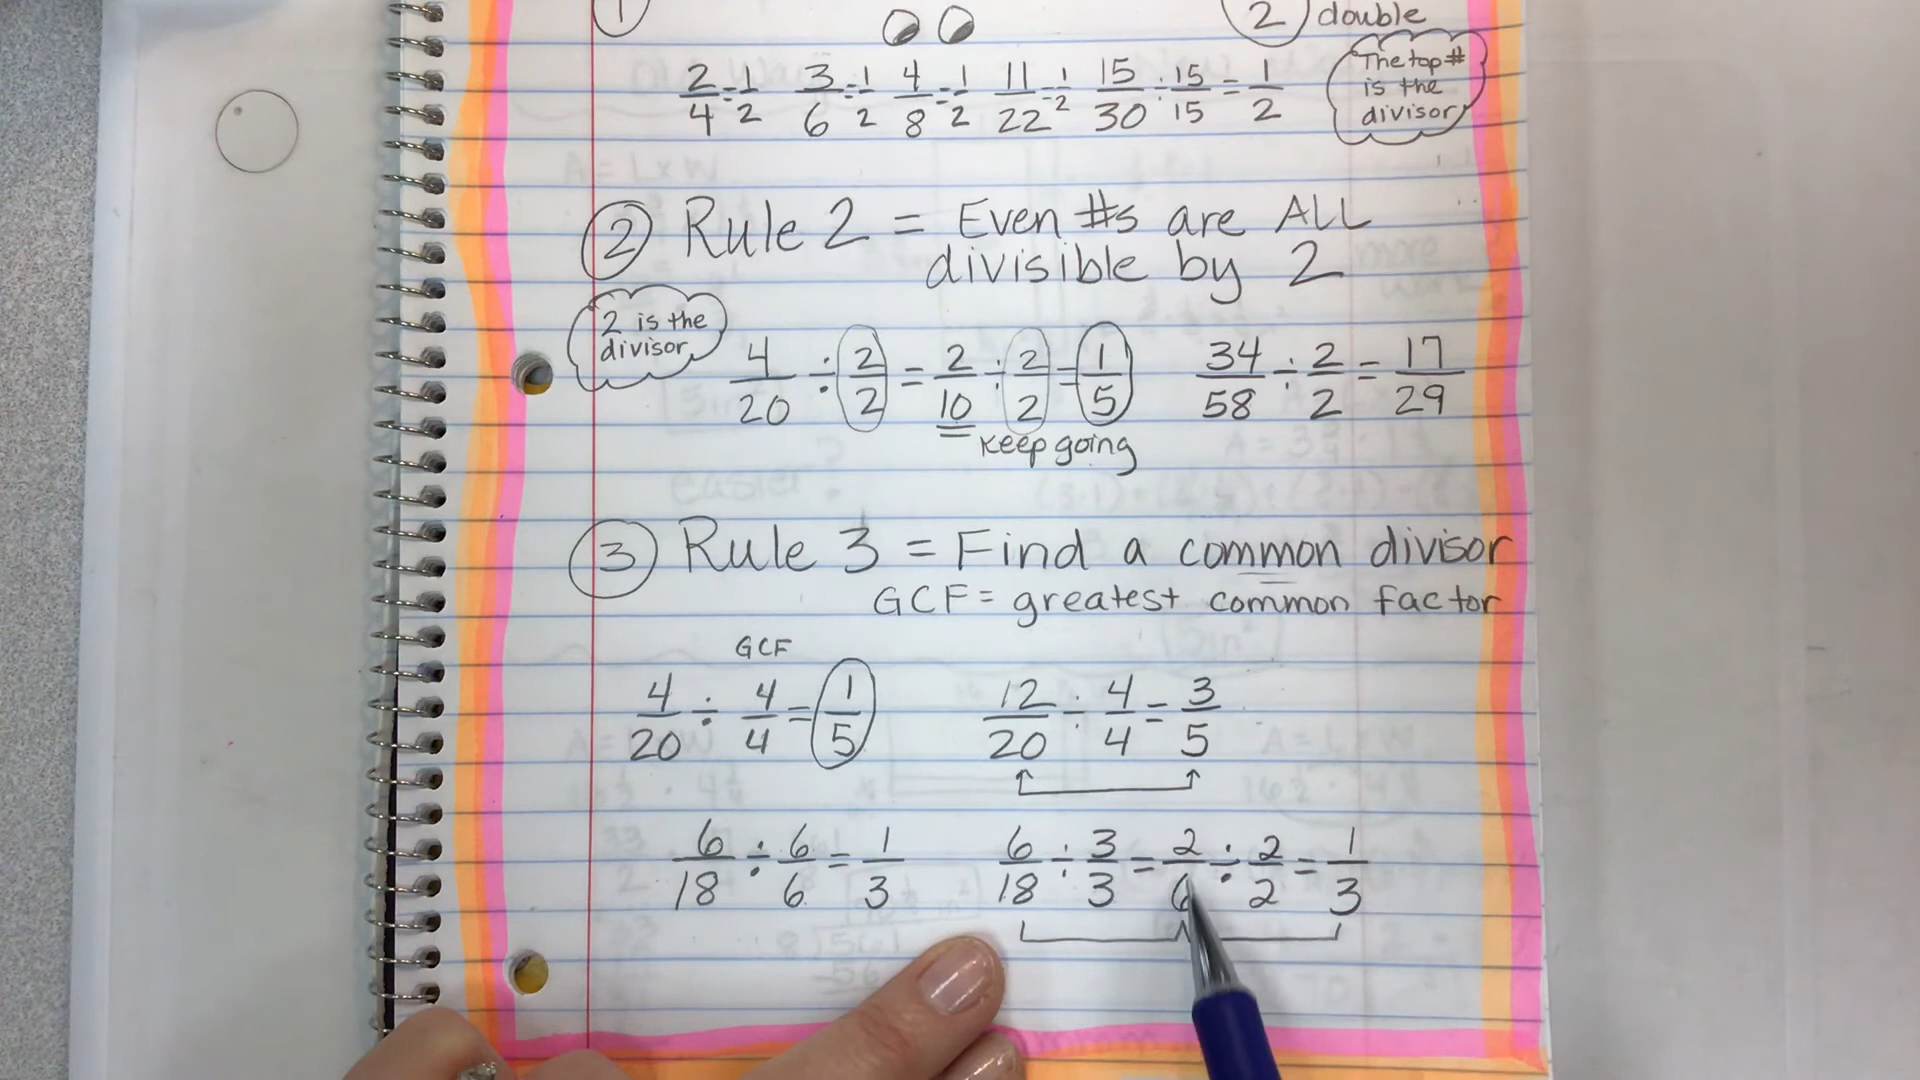 1
2 double
2/4 = 1/2 3/6 = 1/2 4/8 = 1/2 11/22 = 1/2 15/30 ÷ 15/15 = 1/2
The top #
is the
divisor
2 Rule 2 = Even #s are ALL
divisible by 2
2 is the
divisor
4/20 ÷ 2/2 = 2/10 ÷ 2/2 = 1/5 34/58 ÷ 2/2 = 17/29
keep going
3 Rule 3 = Find a common divisor
GCF = greatest common factor
GCF
4/20 ÷ 4/4 = 1/5 12/20 ÷ 4/4 = 3/5
6/18 ÷ 6/6 = 1/3 6/18 ÷ 3/3 = 2/6 ÷ 2/2 = 1/3